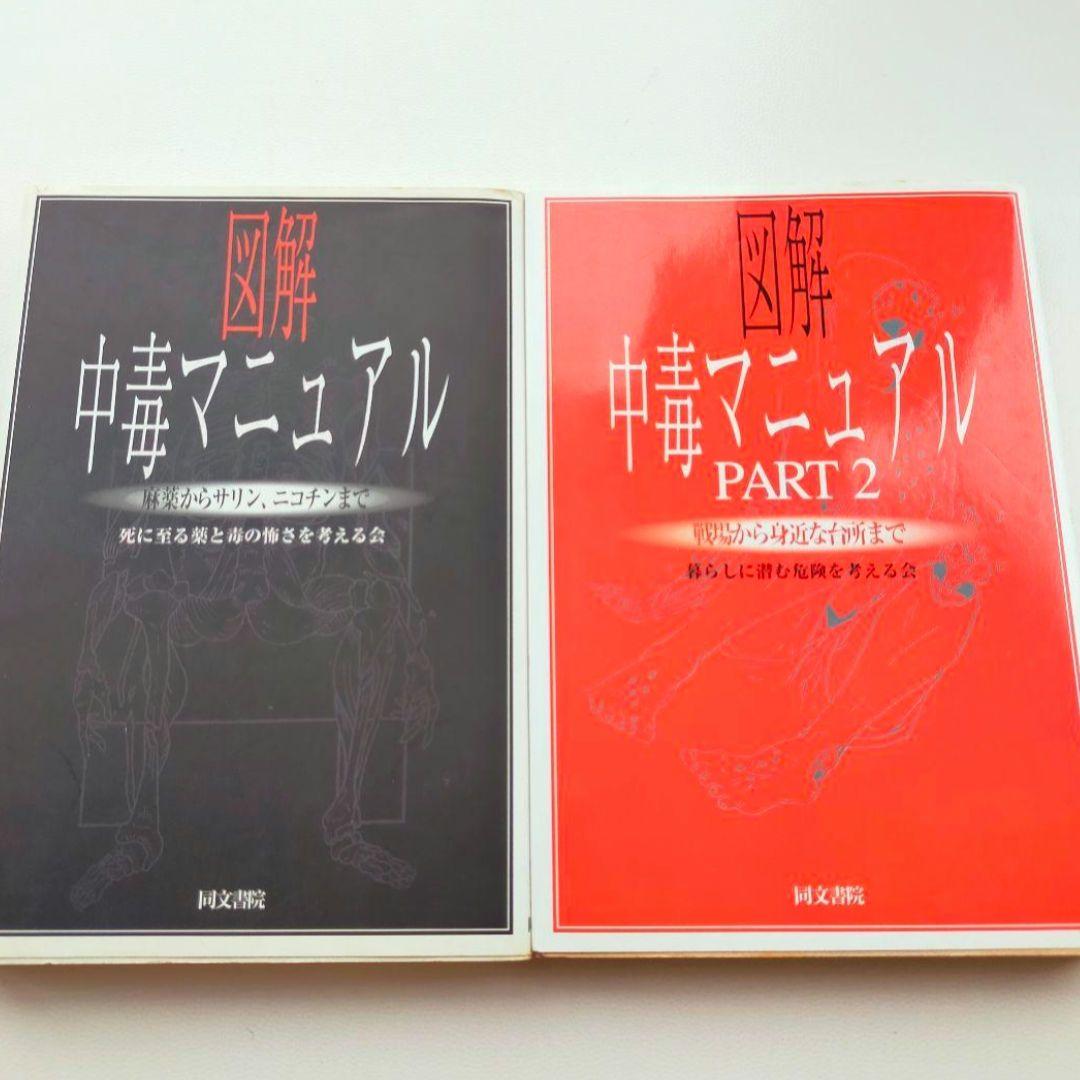 図解
中毒マニュアル
麻薬からサリン、ニコチンまで
死に至る薬と毒の怖さを考える会
同文書院
図解
中毒マニュアル
PART 2
戦場から身近な台所まで
暮らしに潜む危険を考える会
同文書院